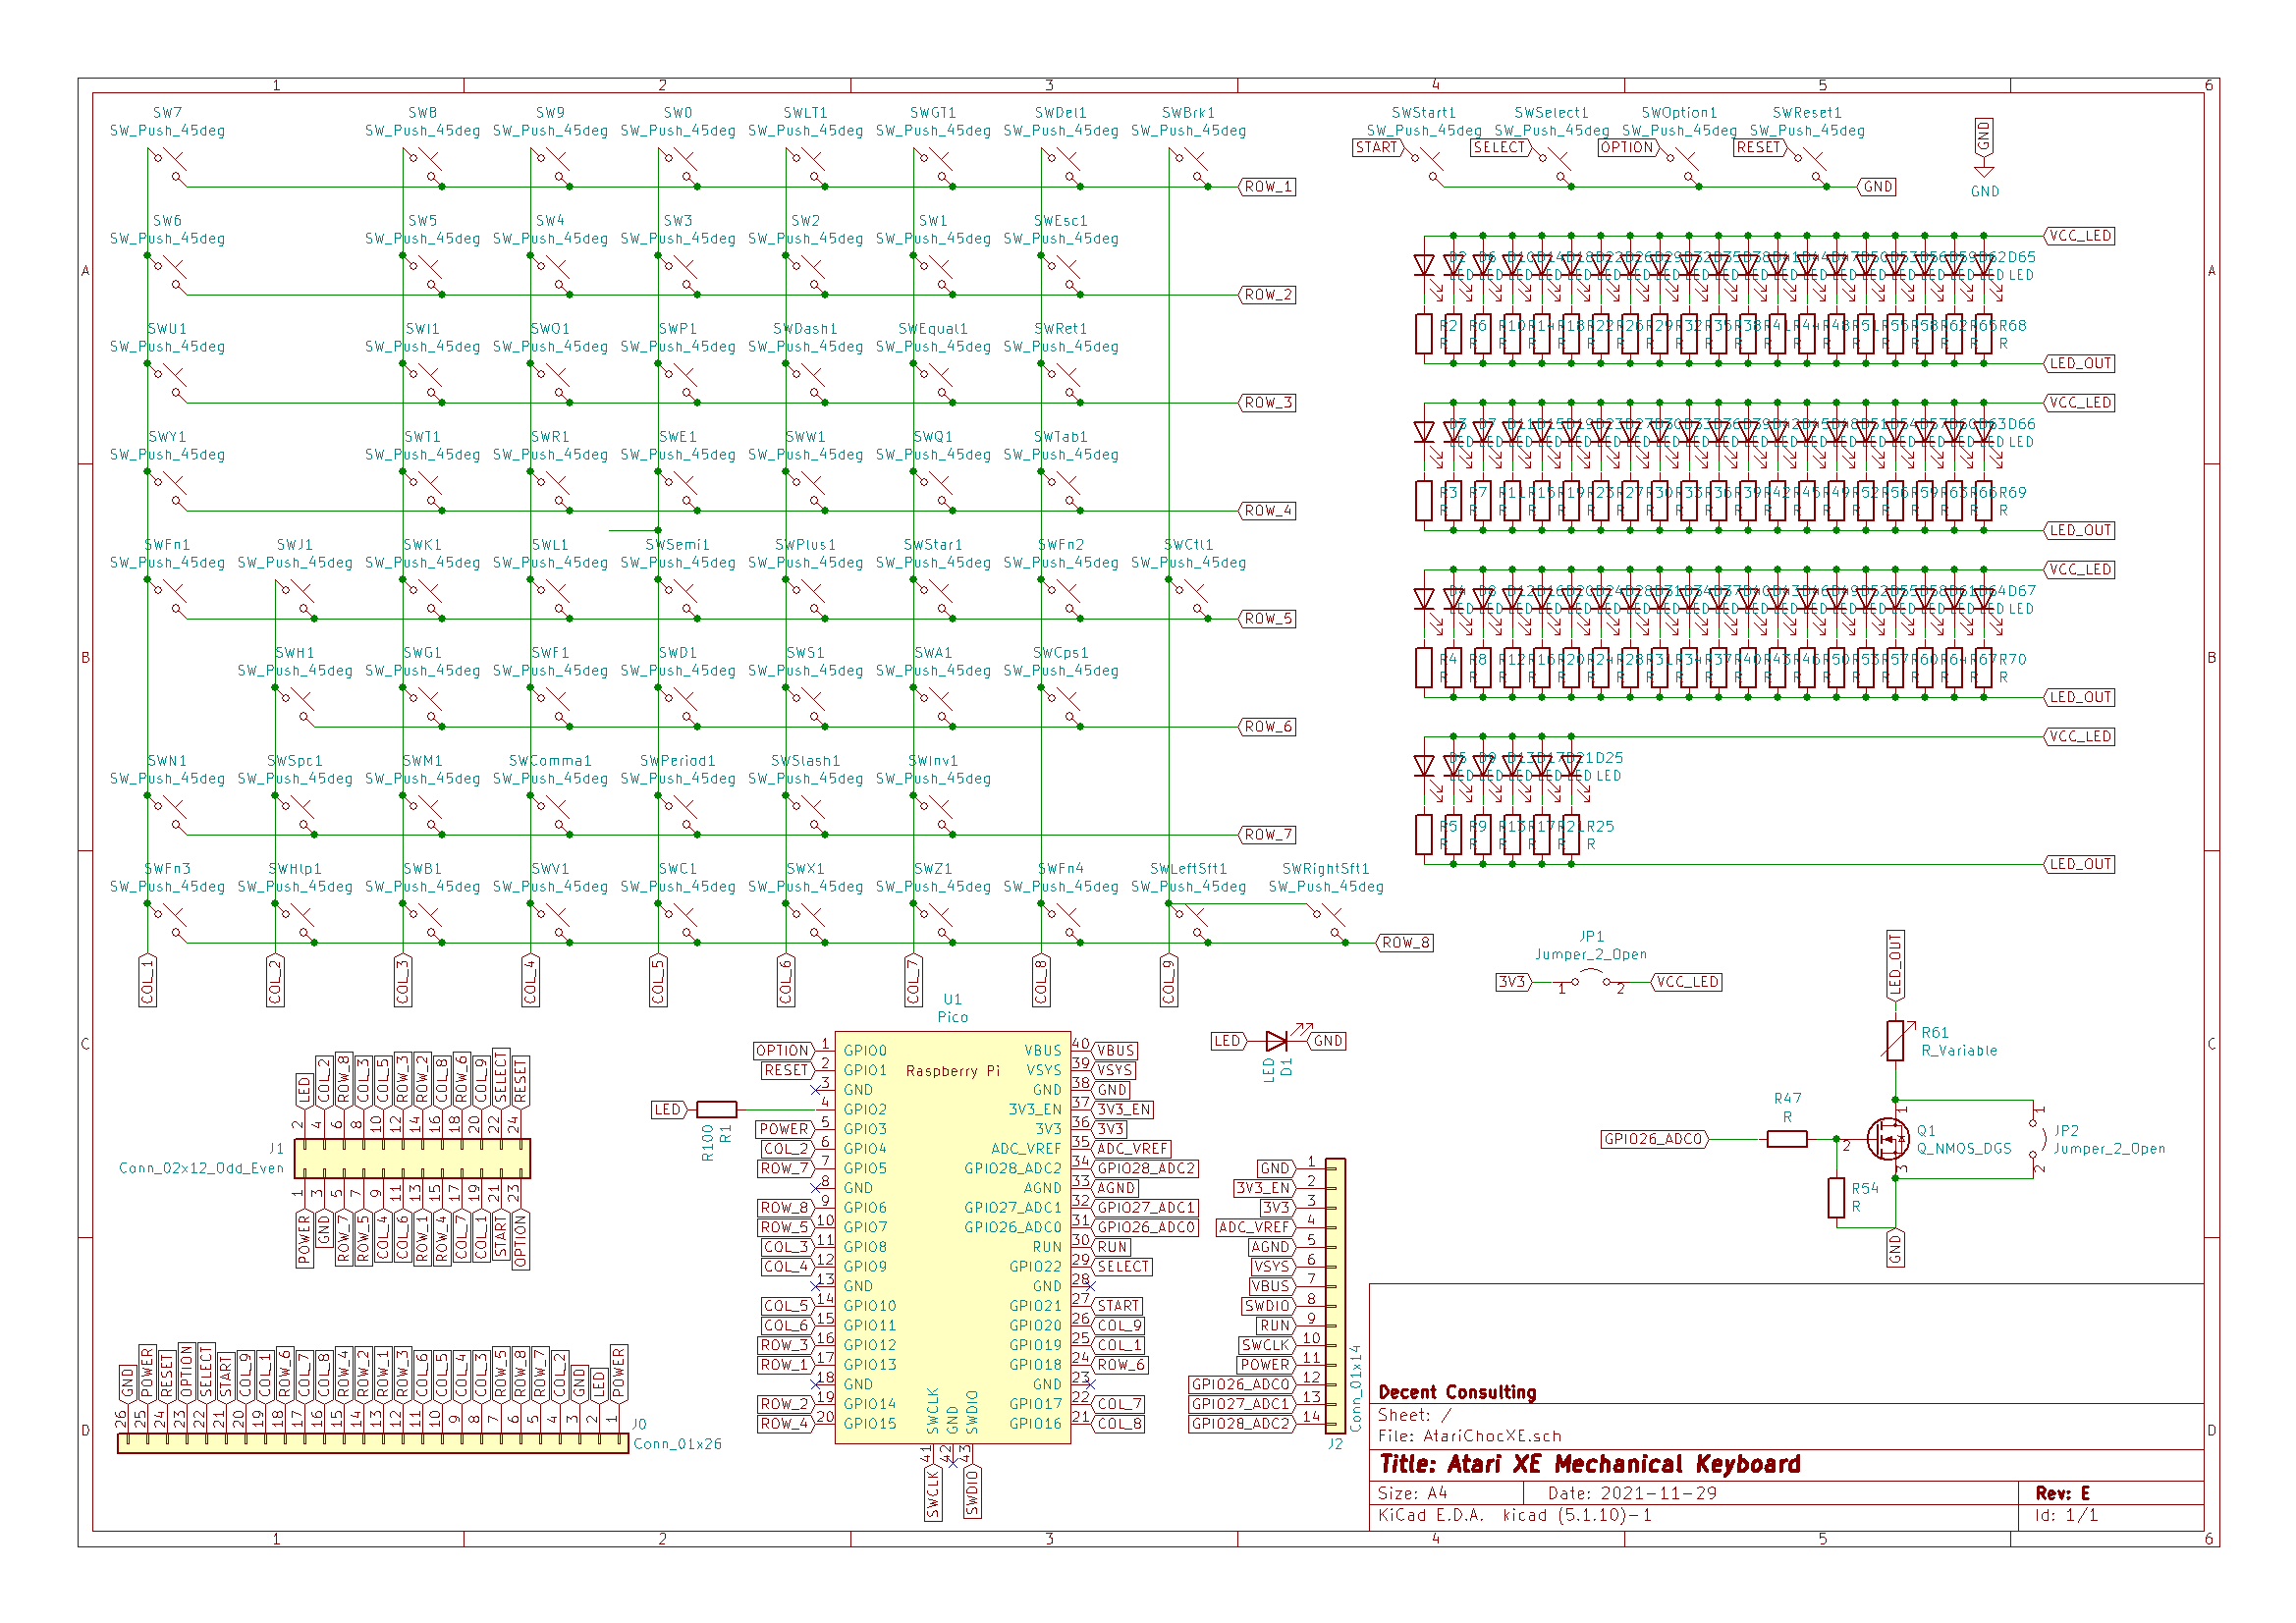 1 2 3 4 5 6
SW7 SW8 SW9 SW0 SWLT1 SWGT1 SWDel1 SWBrk1 SWStart1 SWSelect1 SWOption1 SWReset1
SW_Push_45deg SW_Push_45deg SW_Push_45deg SW_Push_45deg SW_Push_45deg SW_Push_45deg SW_Push_45deg SW_Push_45deg SW_Push_45deg SW_Push_45deg SW_Push_45deg SW_Push_45deg
START SELECT OPTION RESET GND
ROW_1 GND GND
SW6 SW5 SW4 SW3 SW2 SW1 SWEsc1
SW_Push_45deg SW_Push_45deg SW_Push_45deg SW_Push_45deg SW_Push_45deg SW_Push_45deg SW_Push_45deg
VCC_LED
D65
LED
A A
ROW_2
SWU1 SWI1 SWO1 SWP1 SWDash1 SWEqual1 SWRet1
SW_Push_45deg SW_Push_45deg SW_Push_45deg SW_Push_45deg SW_Push_45deg SW_Push_45deg SW_Push_45deg
R2 R6 R10 R14 R18 R22 R26 R29 R32 R35 R38 R41 R44 R48 R51 R55 R58 R62 R65 R68
R
LED_OUT
ROW_3 VCC_LED
SWY1 SWT1 SWR1 SWE1 SWW1 SWQ1 SWTab1
SW_Push_45deg SW_Push_45deg SW_Push_45deg SW_Push_45deg SW_Push_45deg SW_Push_45deg SW_Push_45deg
D66
LED
R3 R7 R11 R15 R19 R23 R27 R30 R33 R36 R39 R42 R45 R49 R52 R56 R59 R63 R66 R69
R
ROW_4 LED_OUT
SWFn1 SWJ1 SWK1 SWL1 SWSemi1 SWPlus1 SWStar1 SWFn2 SWCtl1
SW_Push_45deg SW_Push_45deg SW_Push_45deg SW_Push_45deg SW_Push_45deg SW_Push_45deg SW_Push_45deg SW_Push_45deg SW_Push_45deg
VCC_LED
D67
LED
ROW_5
SWH1 SWG1 SWF1 SWD1 SWS1 SWA1 SWCps1
SW_Push_45deg SW_Push_45deg SW_Push_45deg SW_Push_45deg SW_Push_45deg SW_Push_45deg SW_Push_45deg
B B
R4 R8 R12 R16 R20 R24 R28 R31 R34 R37 R40 R43 R46 R50 R53 R57 R60 R64 R67 R70
R
LED_OUT
ROW_6 VCC_LED
SWN1 SWSpc1 SWM1 SWComma1 SWPeriod1 SWSlash1 SWInv1
SW_Push_45deg SW_Push_45deg SW_Push_45deg SW_Push_45deg SW_Push_45deg SW_Push_45deg SW_Push_45deg
D5 D9 D13 D17 D21 D25
LED
R5 R9 R13 R17 R21 R25
R
ROW_7
LED_OUT
SWFn3 SWHlp1 SWB1 SWV1 SWC1 SWX1 SWZ1 SWFn4 SWLeftSft1 SWRightSft1
SW_Push_45deg SW_Push_45deg SW_Push_45deg SW_Push_45deg SW_Push_45deg SW_Push_45deg SW_Push_45deg SW_Push_45deg SW_Push_45deg SW_Push_45deg
ROW_8
COL_1 COL_2 COL_3 COL_4 COL_5 COL_6 COL_7 COL_8 COL_9
JP1
Jumper_2_Open
3V3 1 2 VCC_LED
LED_OUT
R61
R_Variable
R47
R
GPIO26_ADC0
1 2 3
Q1
Q_NMOS_DGS
1
JP2
Jumper_2_Open
2
R54
R
GND
C C
LED GND
LED D1
U1
Pico
Raspberry Pi
OPTION 1 GPIO0
RESET 2 GPIO1
3 GND
LED R100 R1 4 GPIO2
POWER 5 GPIO3
COL_2 6 GPIO4
ROW_7 7 GPIO5
8 GND
ROW_8 9 GPIO6
ROW_5 10 GPIO7
COL_3 11 GPIO8
COL_4 12 GPIO9
13 GND
COL_5 14 GPIO10
COL_6 15 GPIO11
ROW_3 16 GPIO12
ROW_1 17 GPIO13
18 GND
ROW_2 19 GPIO14
ROW_4 20 GPIO15
VBUS 40 VBUS
VSYS 39 VSYS
GND 38 GND
3V3_EN 37 3V3_EN
3V3 36 3V3
ADC_VREF 35 ADC_VREF
GPIO28_ADC2 34 GPIO28_ADC2
AGND 33 AGND
GPIO27_ADC1 32 GPIO27_ADC1
GPIO26_ADC0 31 GPIO26_ADC0
RUN 30 RUN
GPIO22 29 SELECT
GND 28
GPIO21 27 START
GPIO20 26 COL_9
GPIO19 25 COL_1
GPIO18 24 ROW_6
GND 23
GPIO17 22 COL_7
GPIO16 21 COL_8
SWCLK GND SWDIO
41 42 43
SWCLK SWDIO
LED COL_2 ROW_8 COL_3 COL_5 ROW_3 ROW_2 COL_8 ROW_6 COL_9 SELECT RESET
2 4 6 8 10 12 14 16 18 20 22 24
J1
Conn_02x12_Odd_Even
1 3 5 7 9 11 13 15 17 19 21 23
POWER GND ROW_7 ROW_5 COL_4 COL_6 ROW_1 ROW_4 COL_7 COL_1 START OPTION
GND POWER RESET OPTION SELECT START COL_9 COL_1 ROW_6 COL_7 COL_8 ROW_4 ROW_2 ROW_1 ROW_3 COL_6 COL_5 COL_4 COL_3 ROW_5 ROW_8 ROW_7 COL_2 GND LED POWER
26 25 24 23 22 21 20 19 18 17 16 15 14 13 12 11 10 9 8 7 6 5 4 3 2 1
J0
Conn_01x26
GND 1
3V3_EN 2
3V3 3
ADC_VREF 4
AGND 5
VSYS 6
VBUS 7
SWDIO 8
RUN 9
SWCLK 10
POWER 11
GPIO26_ADC0 12
GPIO27_ADC1 13
GPIO28_ADC2 14
J2
Conn_01x14
D D
Decent Consulting
Sheet: /
File: AtariChocXE.sch
Title: Atari XE Mechanical Keyboard
Size: A4 Date: 2021-11-29 Rev: E
KiCad E.D.A. kicad (5.1.10)-1 Id: 1/1
1 2 3 4 5 6